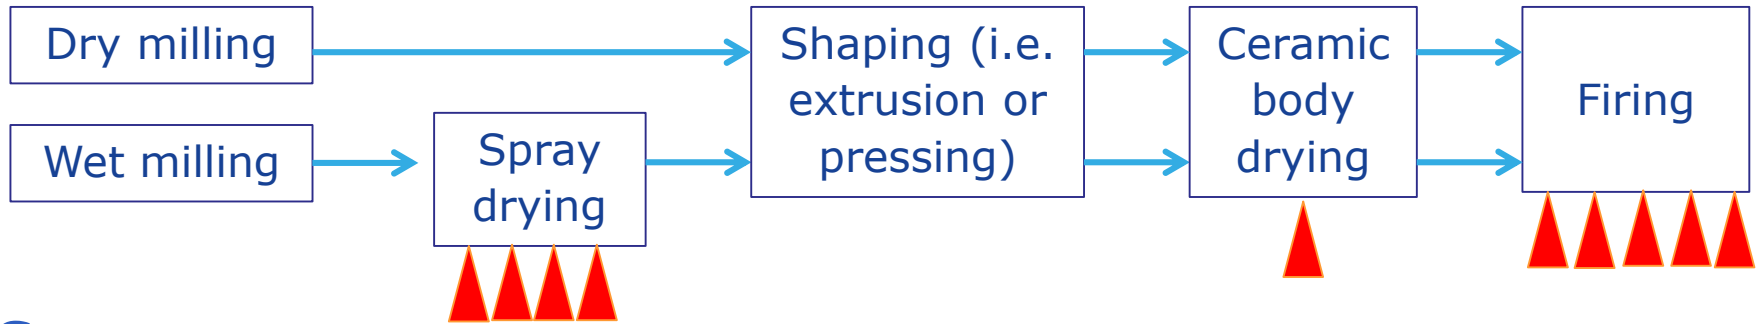 Dry milling
Wet milling
Spray
drying
Shaping (i.e.
extrusion or
pressing)
Ceramic
body
drying
Firing